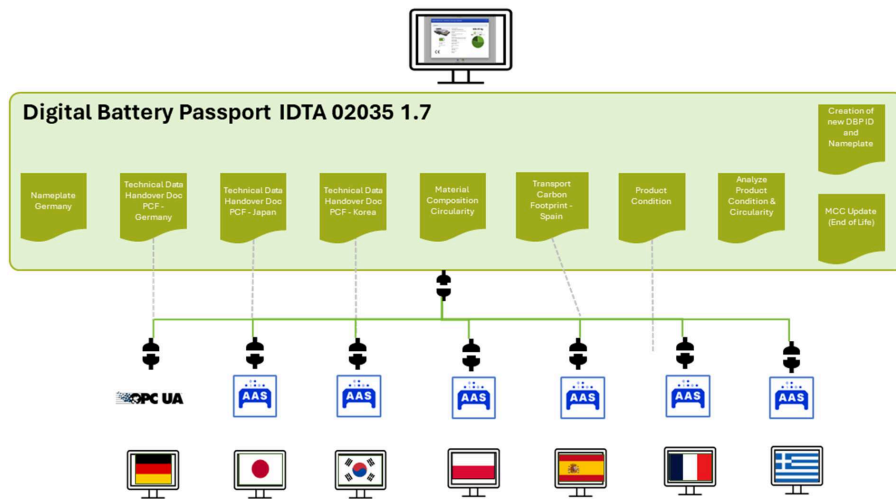 Digital Battery Passport IDTA 02035 1.7
Creation of
new DBP ID
and
Nameplate
Nameplate
Germany
Technical Data
Handover Doc
PCF -
Germany
Technical Data
Handover Doc
PCF - Japan
Technical Data
Handover Doc
PCF - Korea
Material
Composition
Circularity
Transport
Carbon
Footprint -
Spain
Product
Condition
Analyze
Product
Condition &
Circularity
MCC Update
(End of Life)
OPC UA
AAS
AAS
AAS
AAS
AAS
AAS